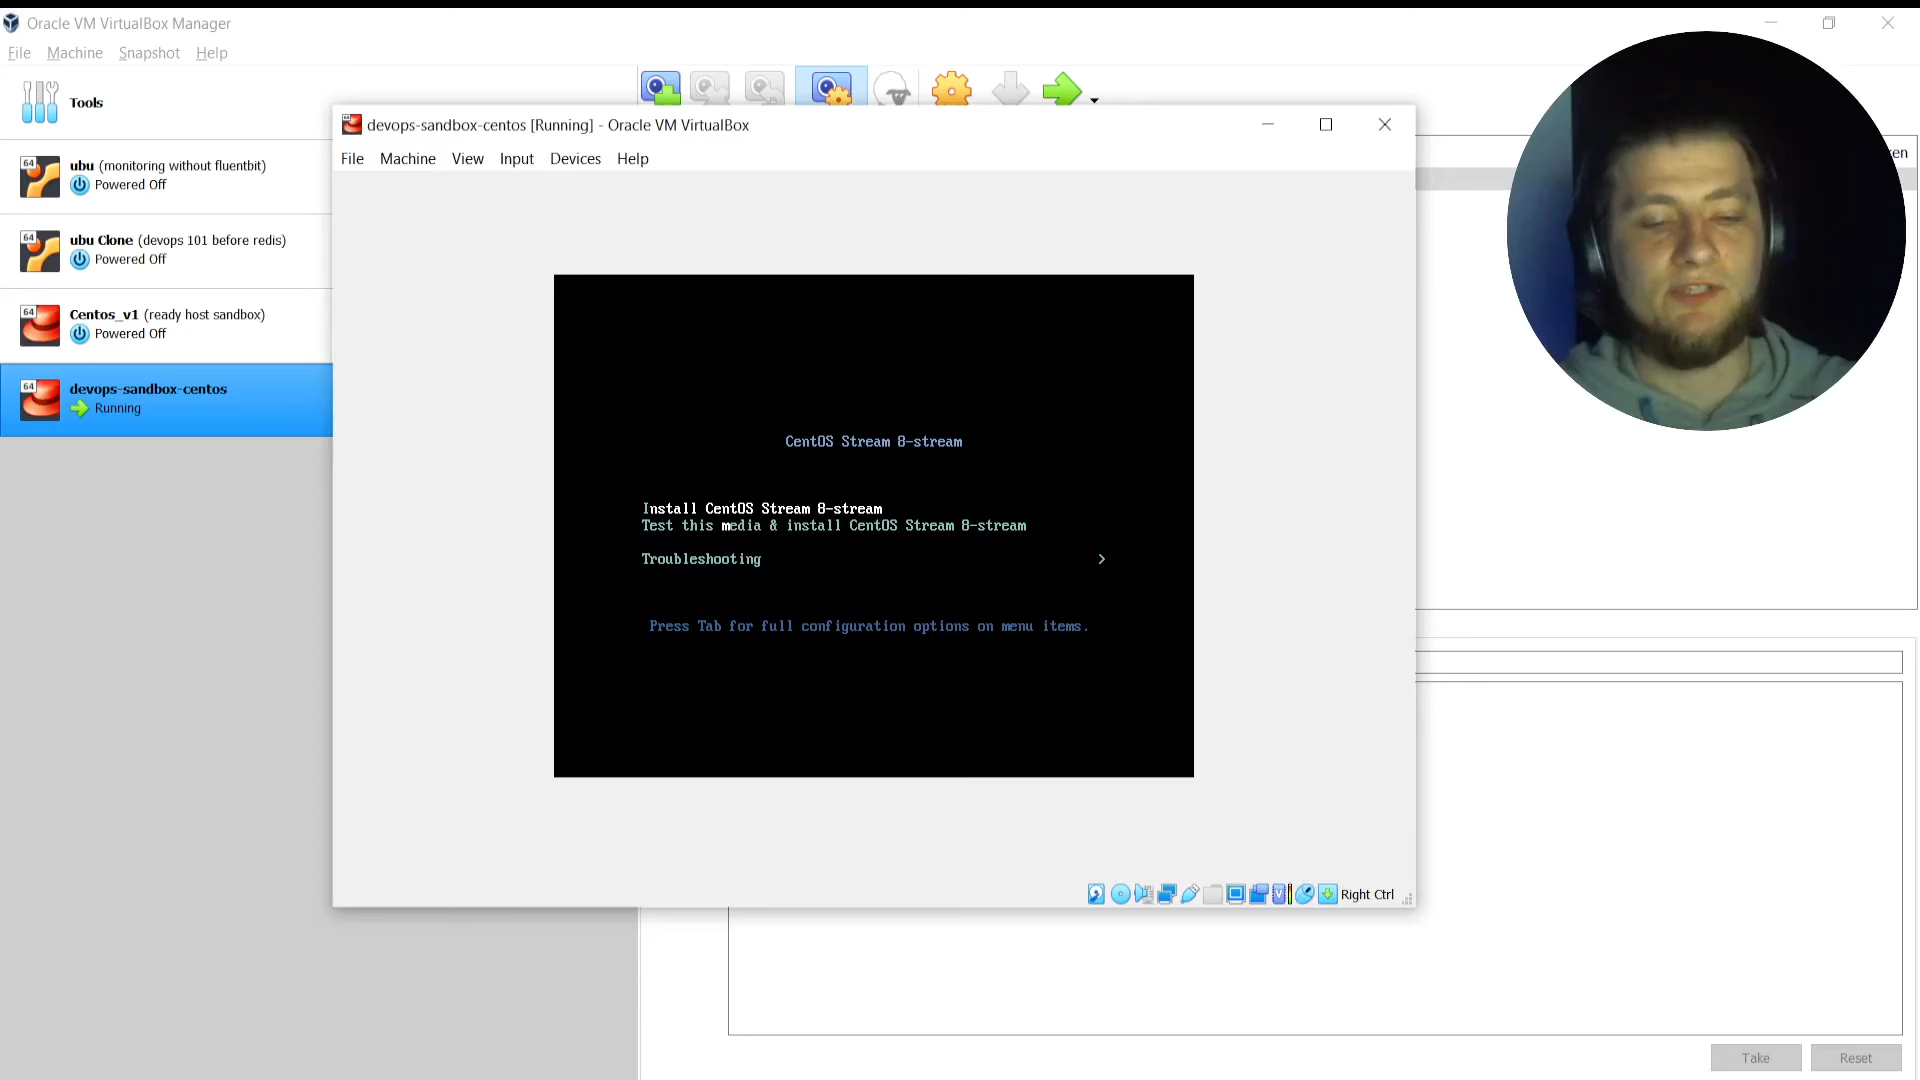 Oracle VM VirtualBox Manager
File Machine Snapshot Help
Tools
64
ubu (monitoring without fluentbit)
Powered Off
64
ubu Clone (devops 101 before redis)
Powered Off
64
Centos_v1 (ready host sandbox)
Powered Off
64
devops-sandbox-centos
Running
devops-sandbox-centos [Running] - Oracle VM VirtualBox
File Machine View Input Devices Help
CentOS Stream 8-stream
Install CentOS Stream 8-stream
Test this media & install CentOS Stream 8-stream
Troubleshooting >
Press Tab for full configuration options on menu items.
Right Ctrl
Take Reset